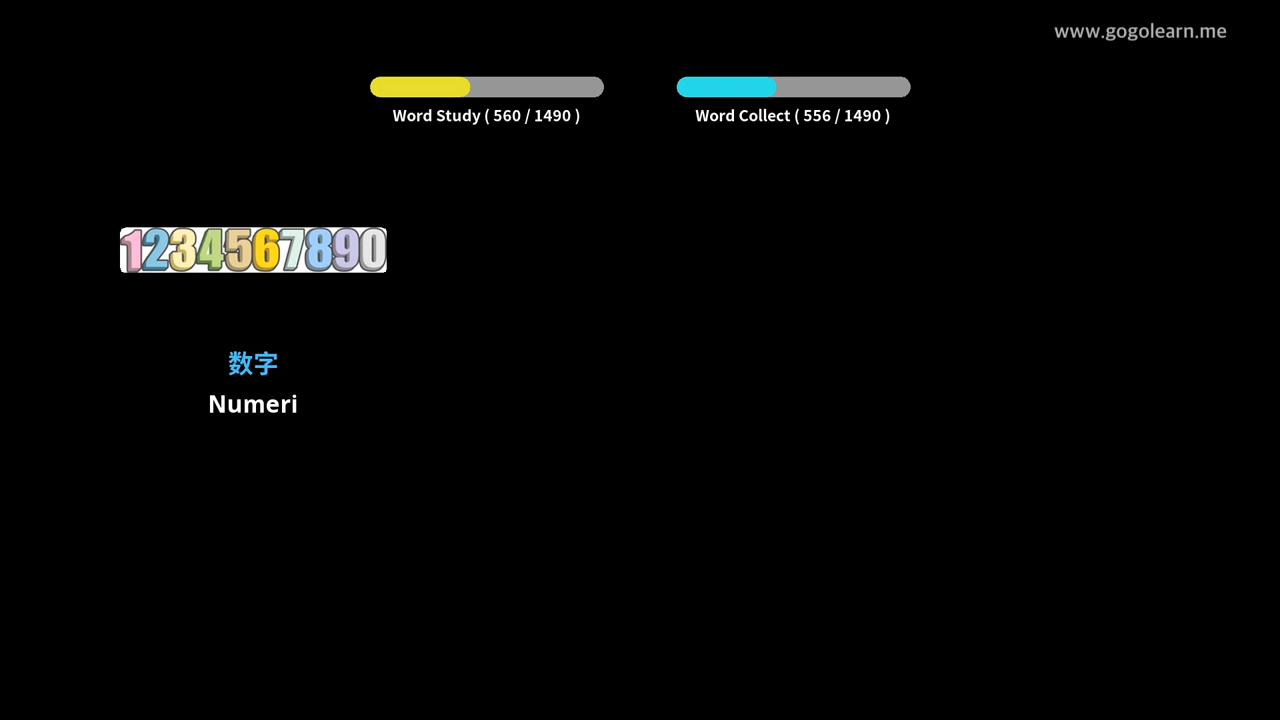 www.gogolearn.me
Word Study ( 560 / 1490 )
Word Collect ( 556 / 1490 )
1234567890
数字
Numeri